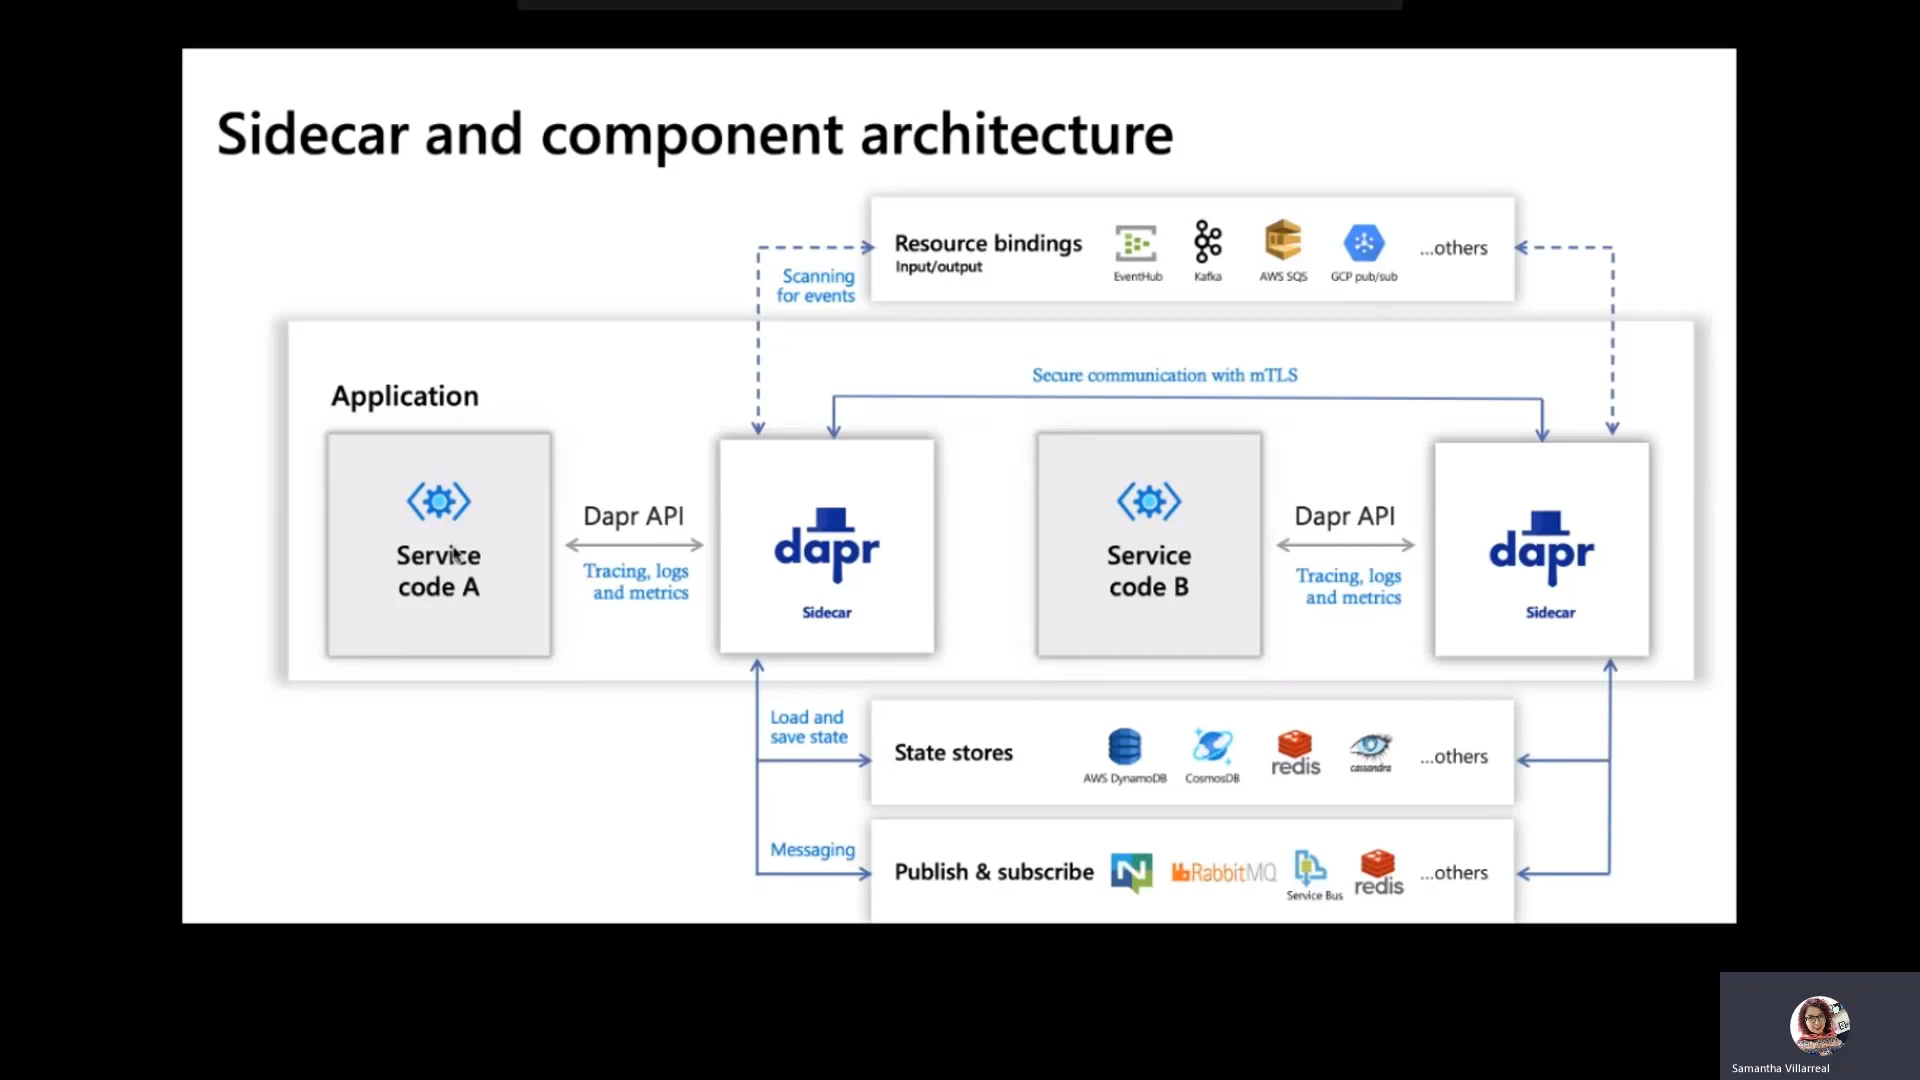 Sidecar and component architecture
Resource bindings
Input/output
EventHub
Kafka
AWS SQS
GCP pub/sub
...others
Scanning
for events
Application
Secure communication with mTLS
Service
code A
Dapr API
Tracing, logs
and metrics
dapr
Sidecar
Service
code B
Dapr API
Tracing, logs
and metrics
dapr
Sidecar
Load and
save state
State stores
AWS DynamoDB
CosmosDB
redis
cassandra
...others
Messaging
Publish & subscribe
N
RabbitMQ
Service Bus
redis
...others
Samantha Villarreal